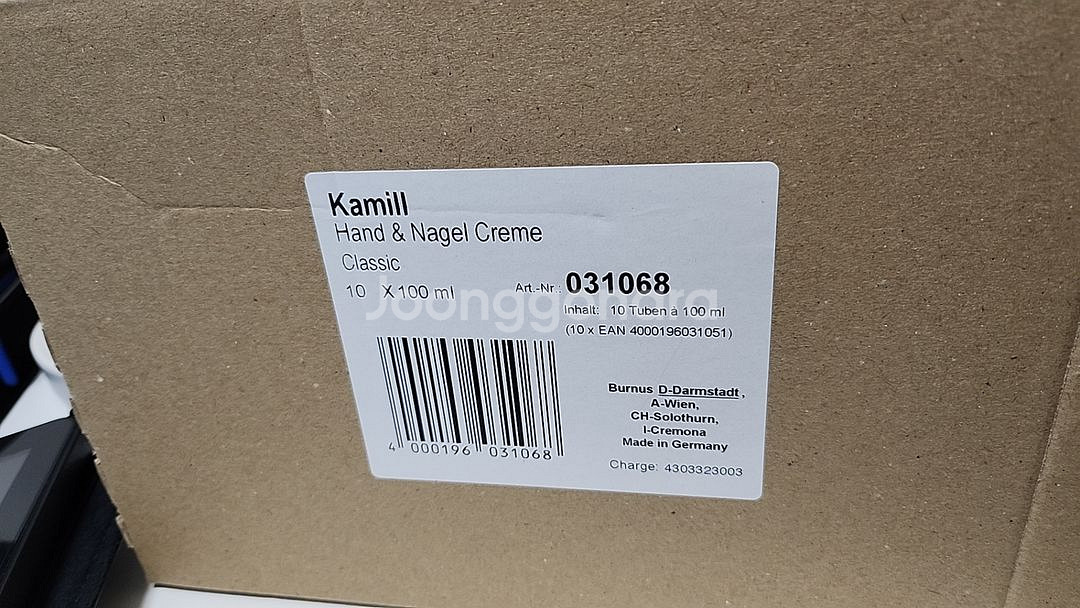 Kamill
Hand & Nagel Creme
Classic
10 X 100 ml
Art.-Nr.: 031068
Inhalt: 10 Tuben à 100 ml
(10 x EAN 4000196031051)
4 000196 031068
Burnus D-Darmstadt,
A-Wien,
CH-Solothurn,
I-Cremona
Made in Germany
Charge: 4303323003
Joonggonara